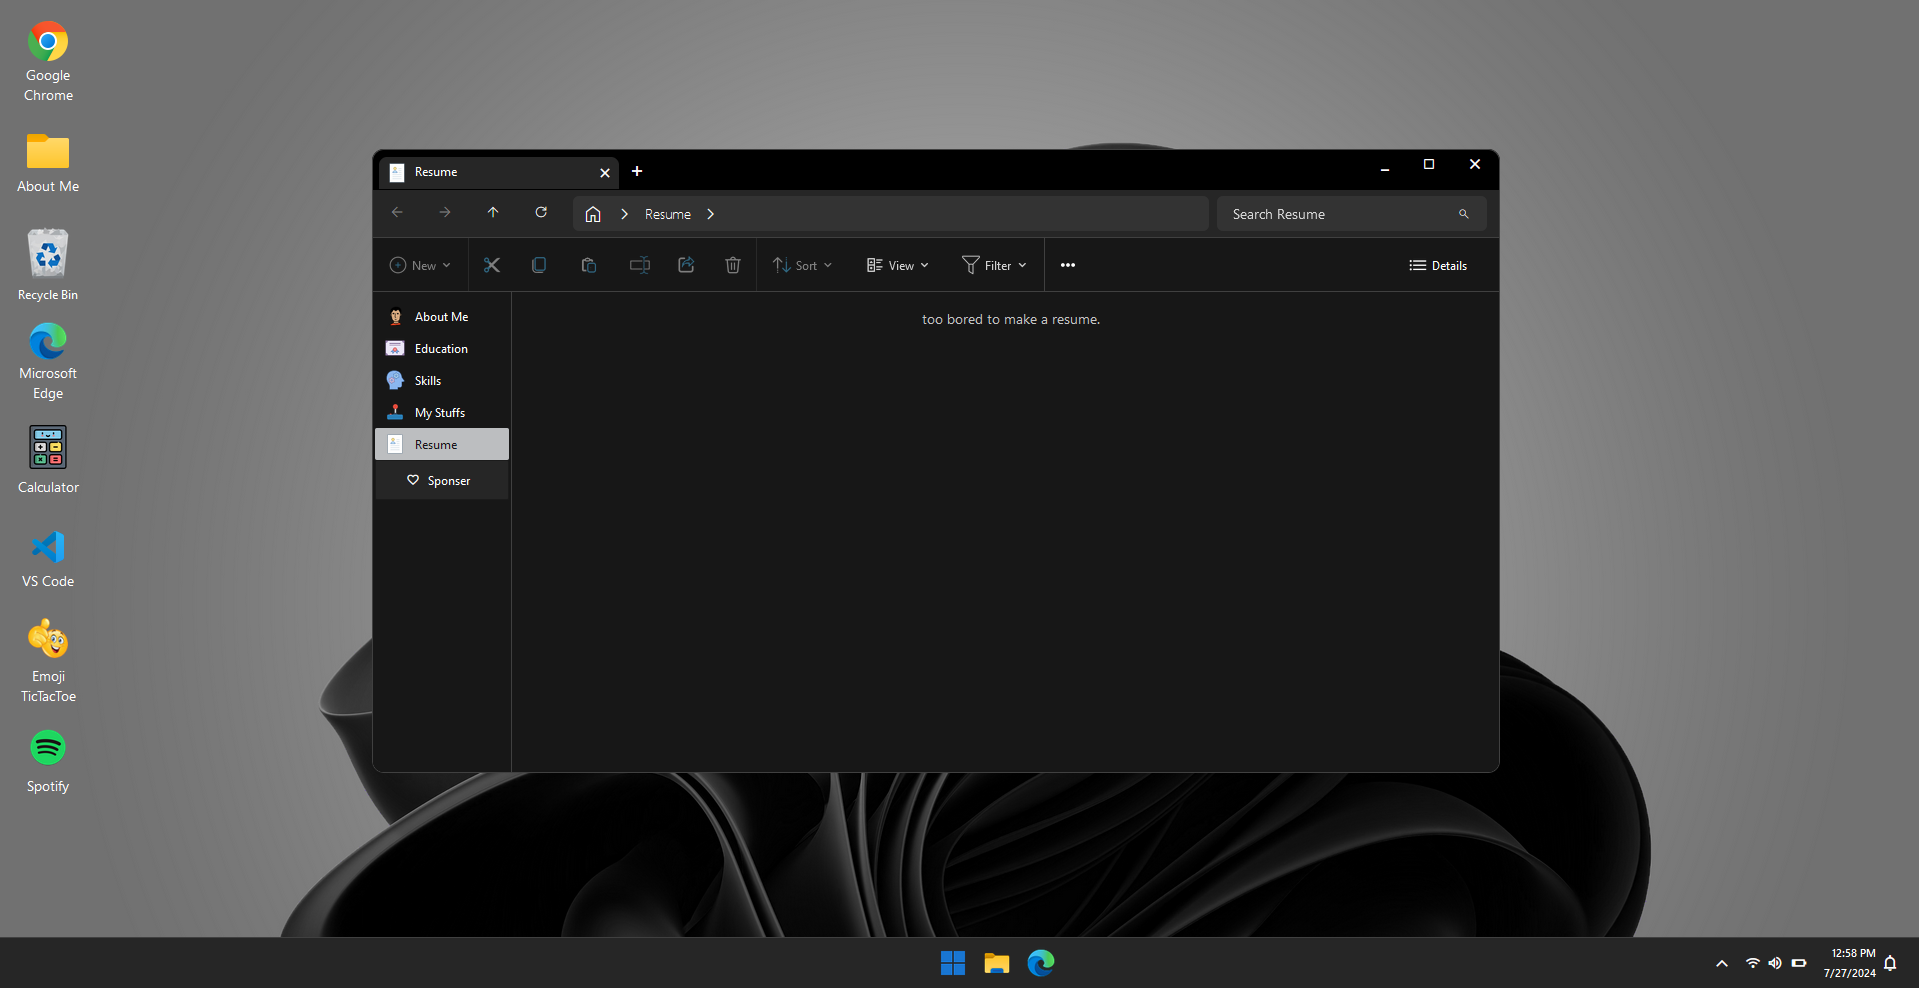 Google
Chrome
About Me
Recycle Bin
Microsoft
Edge
Calculator
VS Code
Emoji
TicTacToe
Spotify
Resume
Resume
Search Resume
New
Sort
View
Filter
Details
About Me
Education
Skills
My Stuffs
Resume
Sponser
too bored to make a resume.
12:58 PM
7/27/2024